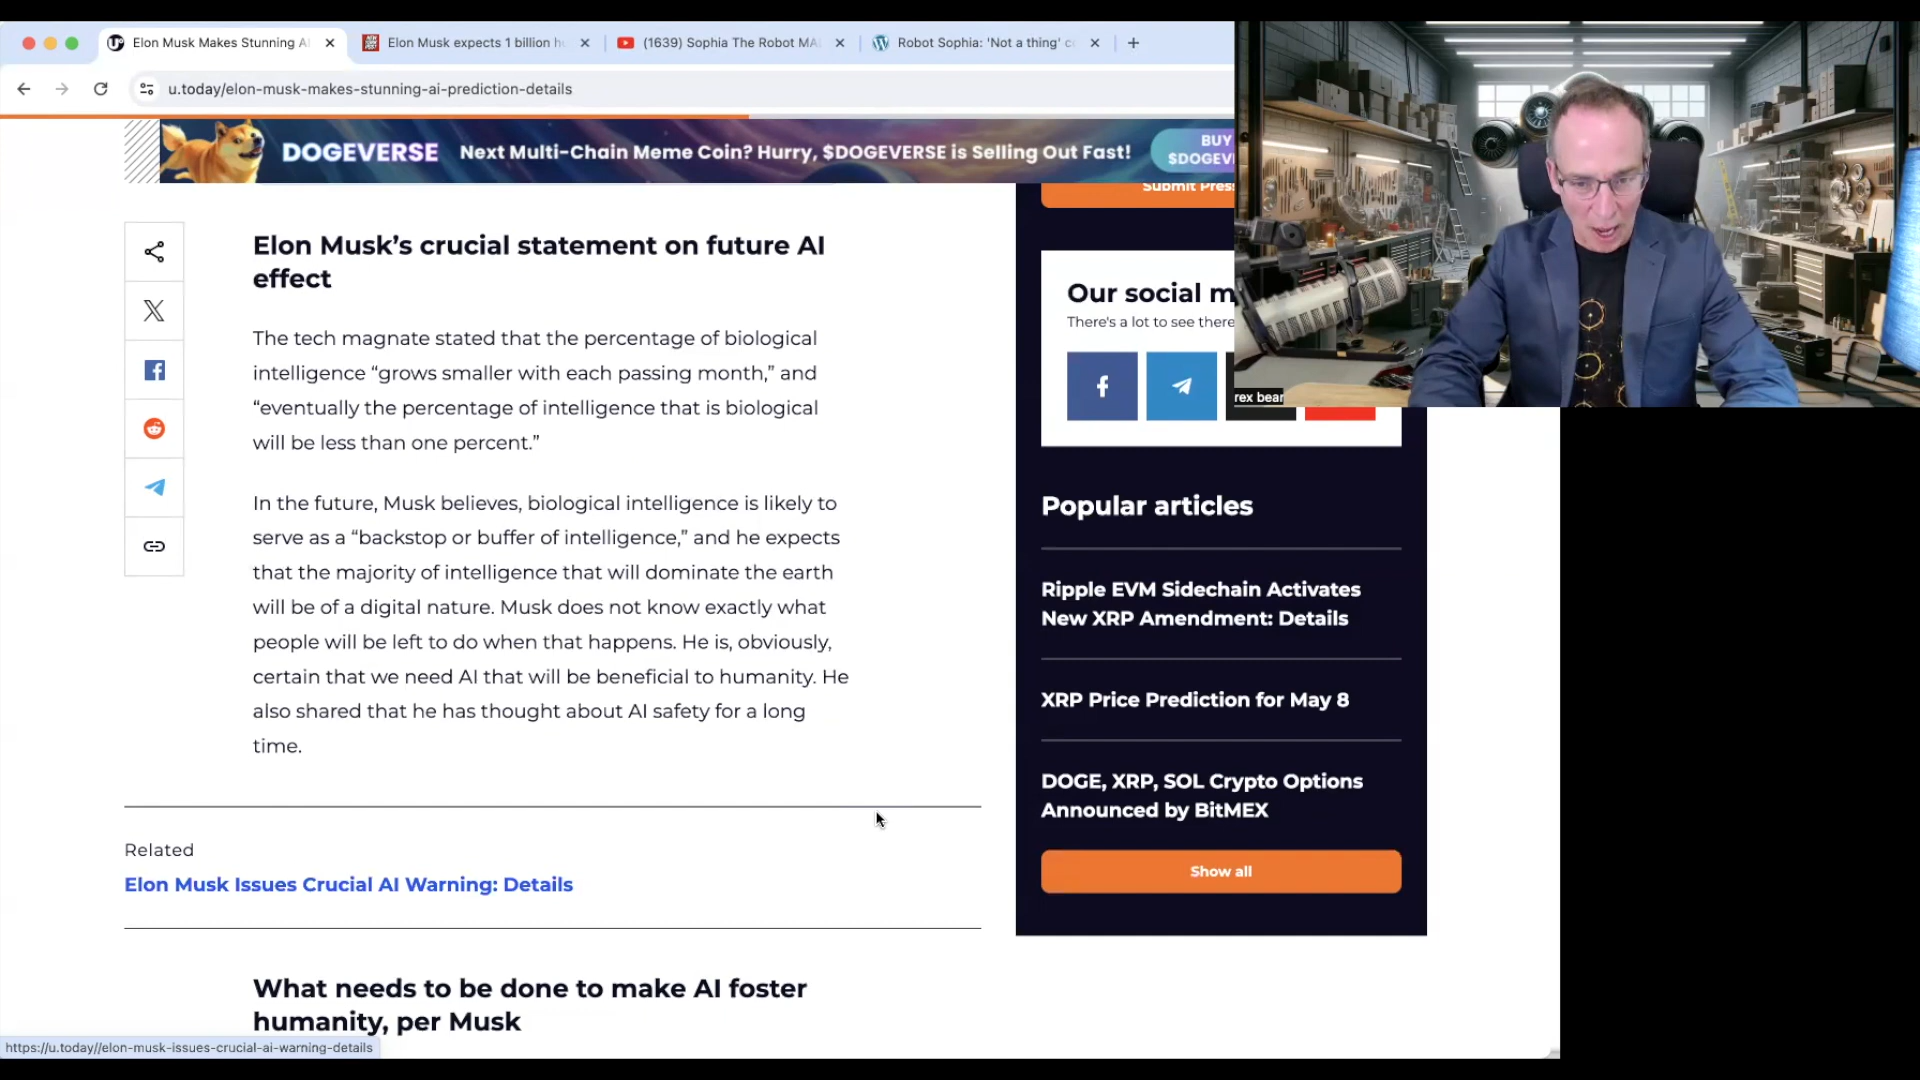 Elon Musk Makes Stunning A
Elon Musk expects 1 billion h
(1639) Sophia The Robot MA
Robot Sophia: 'Not a thing' c
u.today/elon-musk-makes-stunning-ai-prediction-details
DOGEVERSE Next Multi-Chain Meme Coin? Hurry, $DOGEVERSE is Selling Out Fast!
BUY
$DOGEV
Submit Press
Elon Musk’s crucial statement on future AI
effect
The tech magnate stated that the percentage of biological
intelligence “grows smaller with each passing month,” and
“eventually the percentage of intelligence that is biological
will be less than one percent.”
In the future, Musk believes, biological intelligence is likely to
serve as a “backstop or buffer of intelligence,” and he expects
that the majority of intelligence that will dominate the earth
will be of a digital nature. Musk does not know exactly what
people will be left to do when that happens. He is, obviously,
certain that we need AI that will be beneficial to humanity. He
also shared that he has thought about AI safety for a long
time.
Related
Elon Musk Issues Crucial AI Warning: Details
What needs to be done to make AI foster
humanity, per Musk
Our social m
There's a lot to see there
rex bear
Popular articles
Ripple EVM Sidechain Activates
New XRP Amendment: Details
XRP Price Prediction for May 8
DOGE, XRP, SOL Crypto Options
Announced by BitMEX
Show all
https://u.today//elon-musk-issues-crucial-ai-warning-details